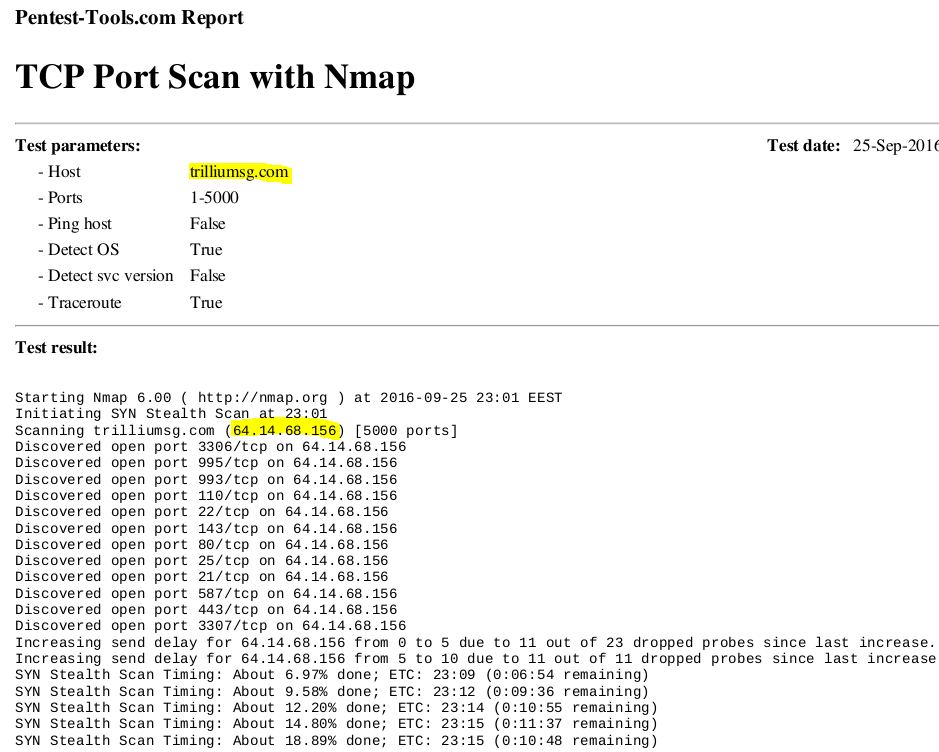 Pentest-Tools.com Report
TCP Port Scan with Nmap
Test parameters: Test date: 25-Sep-2016
- Host trilliumsg.com
- Ports 1-5000
- Ping host False
- Detect OS True
- Detect svc version False
- Traceroute True
Test result:
Starting Nmap 6.00 ( http://nmap.org ) at 2016-09-25 23:01 EEST
Initiating SYN Stealth Scan at 23:01
Scanning trilliumsg.com (64.14.68.156) [5000 ports]
Discovered open port 3306/tcp on 64.14.68.156
Discovered open port 995/tcp on 64.14.68.156
Discovered open port 993/tcp on 64.14.68.156
Discovered open port 110/tcp on 64.14.68.156
Discovered open port 22/tcp on 64.14.68.156
Discovered open port 143/tcp on 64.14.68.156
Discovered open port 80/tcp on 64.14.68.156
Discovered open port 25/tcp on 64.14.68.156
Discovered open port 21/tcp on 64.14.68.156
Discovered open port 587/tcp on 64.14.68.156
Discovered open port 443/tcp on 64.14.68.156
Discovered open port 3307/tcp on 64.14.68.156
Increasing send delay for 64.14.68.156 from 0 to 5 due to 11 out of 23 dropped probes since last increase.
Increasing send delay for 64.14.68.156 from 5 to 10 due to 11 out of 11 dropped probes since last increase
SYN Stealth Scan Timing: About 6.97% done; ETC: 23:09 (0:06:54 remaining)
SYN Stealth Scan Timing: About 9.58% done; ETC: 23:12 (0:09:36 remaining)
SYN Stealth Scan Timing: About 12.20% done; ETC: 23:14 (0:10:55 remaining)
SYN Stealth Scan Timing: About 14.80% done; ETC: 23:15 (0:11:37 remaining)
SYN Stealth Scan Timing: About 18.89% done; ETC: 23:15 (0:10:48 remaining)